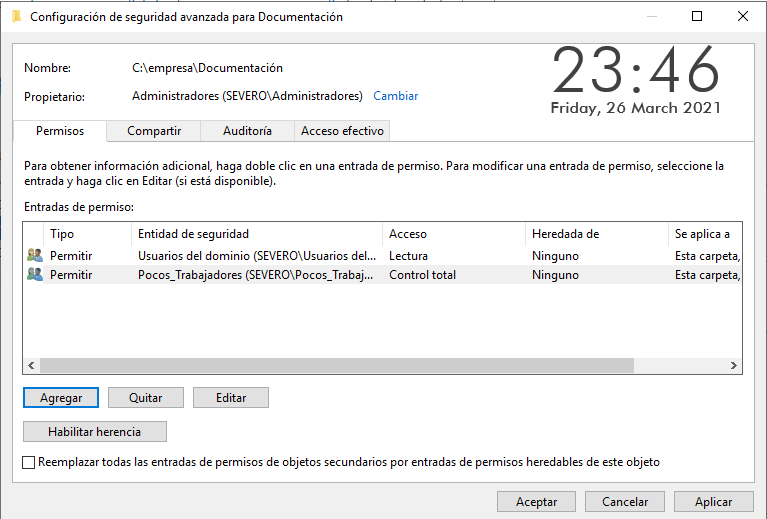 Configuración de seguridad avanzada para Documentación
Nombre: C:\empresa\Documentación
Propietario: Administradores (SEVERO\Administradores) Cambiar
23:46
Friday, 26 March 2021
Permisos Compartir Auditoría Acceso efectivo
Para obtener información adicional, haga doble clic en una entrada de permiso. Para modificar una entrada de permiso, seleccione la
entrada y haga clic en Editar (si está disponible).
Entradas de permiso:
Tipo Entidad de seguridad Acceso Heredada de Se aplica a
Permitir Usuarios del dominio (SEVERO\Usuarios del... Lectura Ninguno Esta carpeta,
Permitir Pocos_Trabajadores (SEVERO\Pocos_Trabaj... Control total Ninguno Esta carpeta,
Agregar Quitar Editar
Habilitar herencia
Reemplazar todas las entradas de permisos de objetos secundarios por entradas de permisos heredables de este objeto
Aceptar Cancelar Aplicar